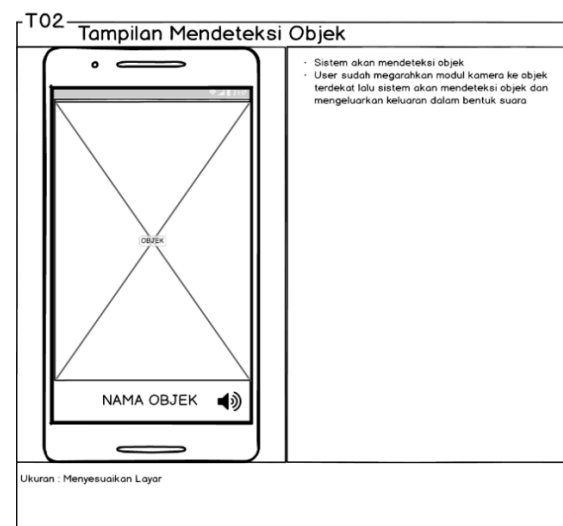 T02
Tampilan Mendeteksi Objek
· Sistem akan mendeteksi objek
· User sudah megarahkan modul kamera ke objek
terdekat lalu sistem akan mendeteksi objek dan
mengeluarkan keluaran dalam bentuk suara
OBJEK
NAMA OBJEK
Ukuran : Menyesuaikan Layar